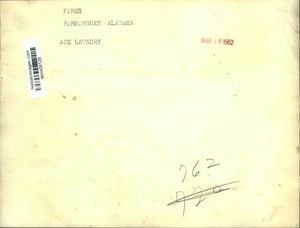 FIRES
BIRMINGHAM ALABAMA
ACE LAUNDRY
MAR 10 1952
762